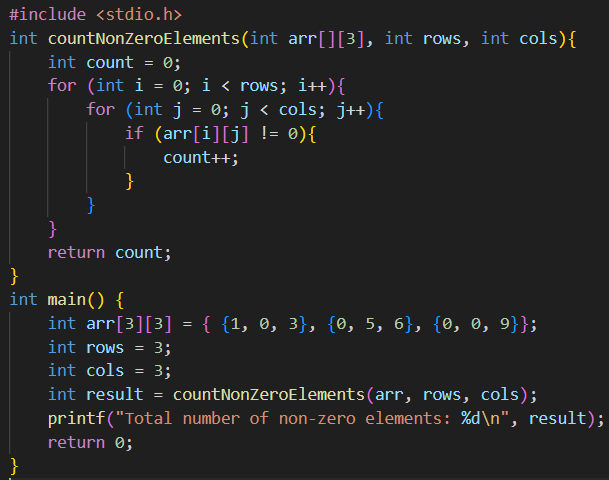 #include <stdio.h>
int countNonZeroElements(int arr[][3], int rows, int cols){
    int count = 0;
    for (int i = 0; i < rows; i++){
        for (int j = 0; j < cols; j++){
            if (arr[i][j] != 0){
                count++;
            }
        }
    }
    return count;
}
int main() {
    int arr[3][3] = { {1, 0, 3}, {0, 5, 6}, {0, 0, 9}};
    int rows = 3;
    int cols = 3;
    int result = countNonZeroElements(arr, rows, cols);
    printf("Total number of non-zero elements: %d\n", result);
    return 0;
}